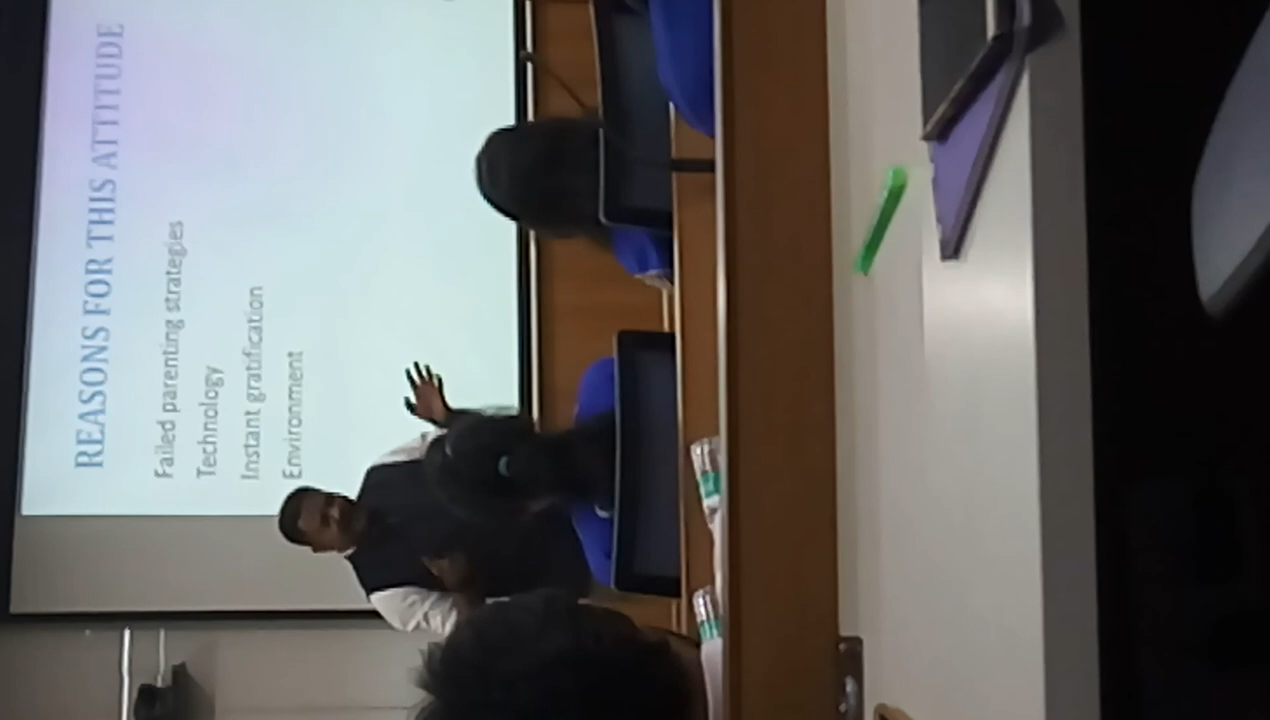 REASONS FOR THIS ATTITUDE
Failed parenting strategies
Technology
Instant gratification
Environment